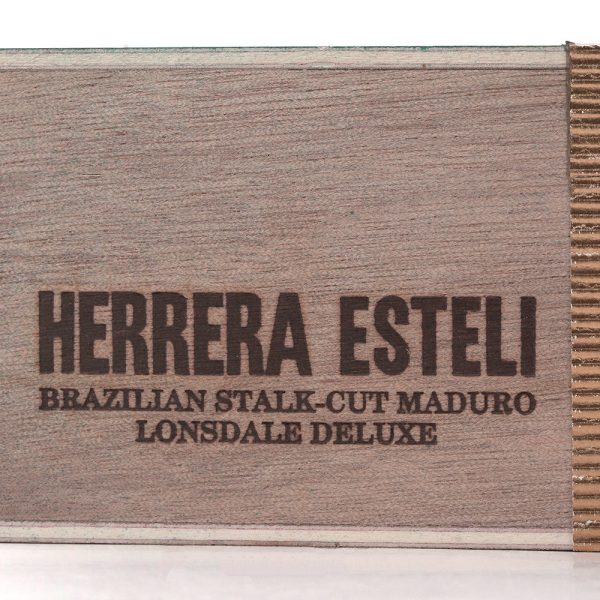 HERRERA ESTELI
BRAZILIAN STALK-CUT MADURO
LONSDALE DELUXE